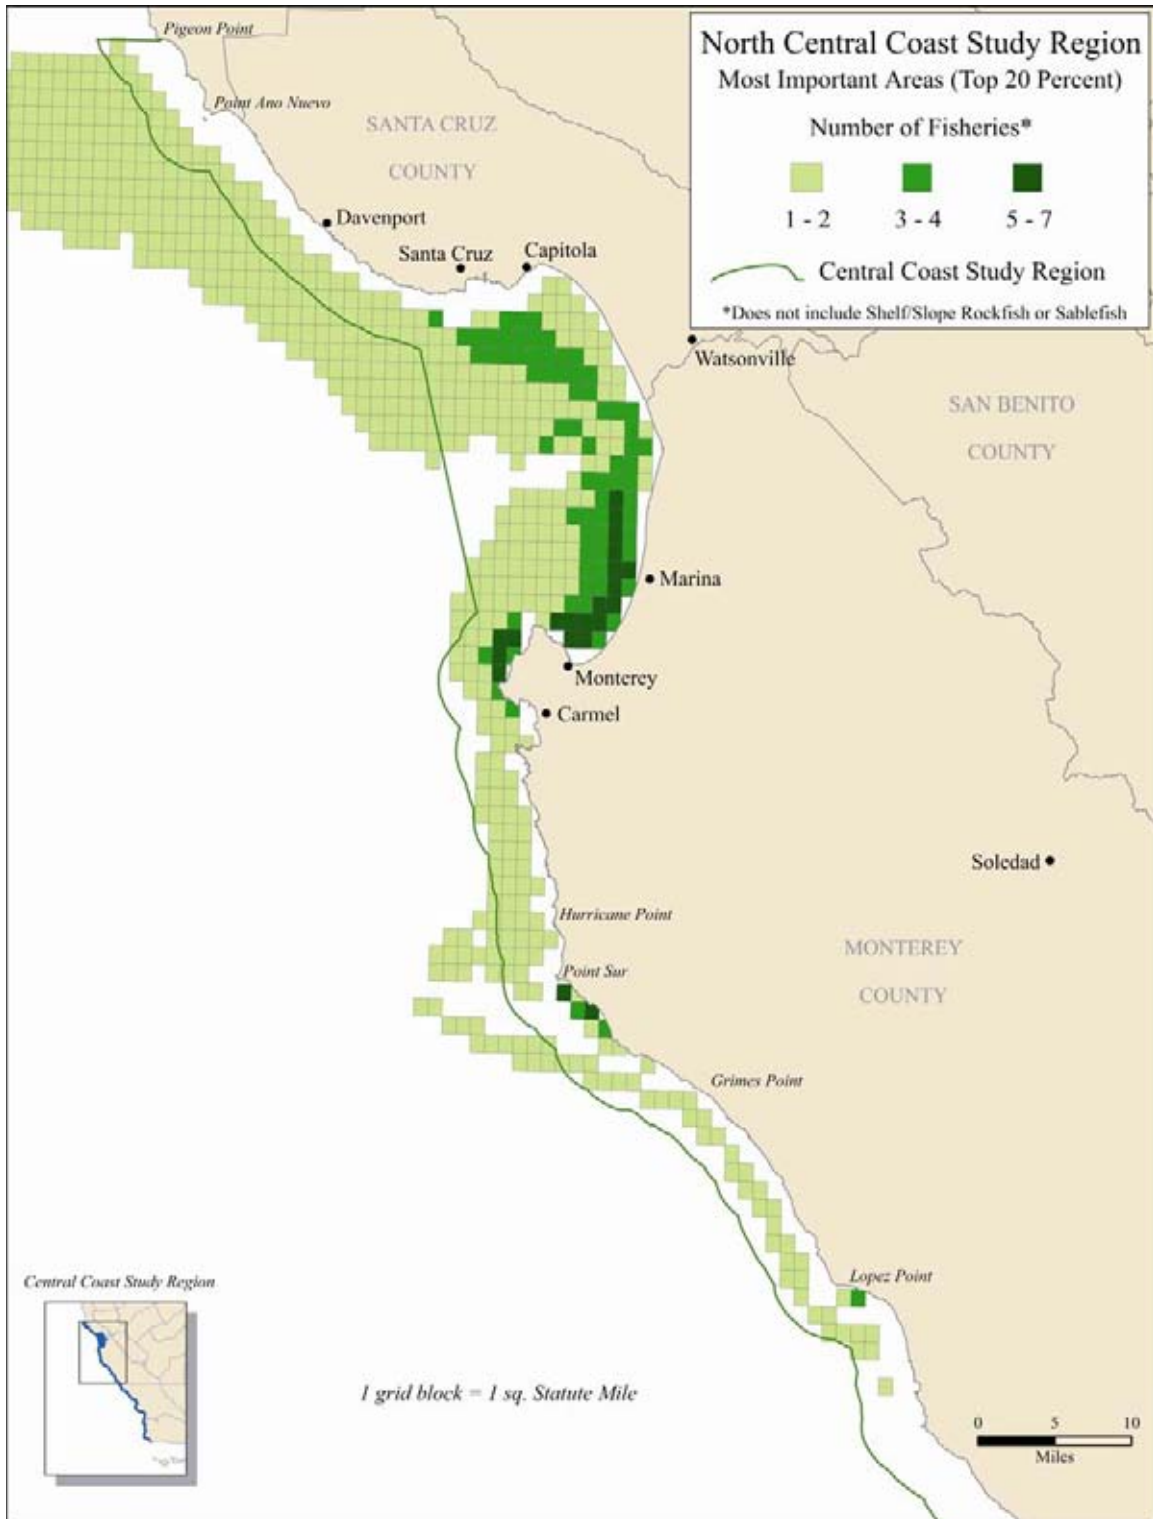 Pigeon Point
North Central Coast Study Region
Most Important Areas (Top 20 Percent)
Point Ano Nuevo
SANTA CRUZ
COUNTY
Number of Fisheries*
1 - 2
3 - 4
5 - 7
Davenport
Santa Cruz
Capitola
Central Coast Study Region
*Does not include Shelf/Slope Rockfish or Sablefish
Watsonville
SAN BENITO
COUNTY
Marina
Monterey
Carmel
Soledad
Hurricane Point
MONTEREY
COUNTY
Point Sur
Grimes Point
Lopez Point
Central Coast Study Region
1 grid block = 1 sq. Statute Mile
0 5 10
Miles